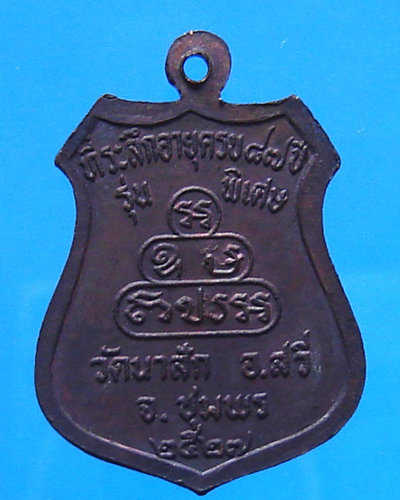 ที่ระลึกอายุครบ๘๗ปี
รุ่น พิเศษ
วัดนาสัก อ.สวี
จ.ชุมพร
๒๕๒๗